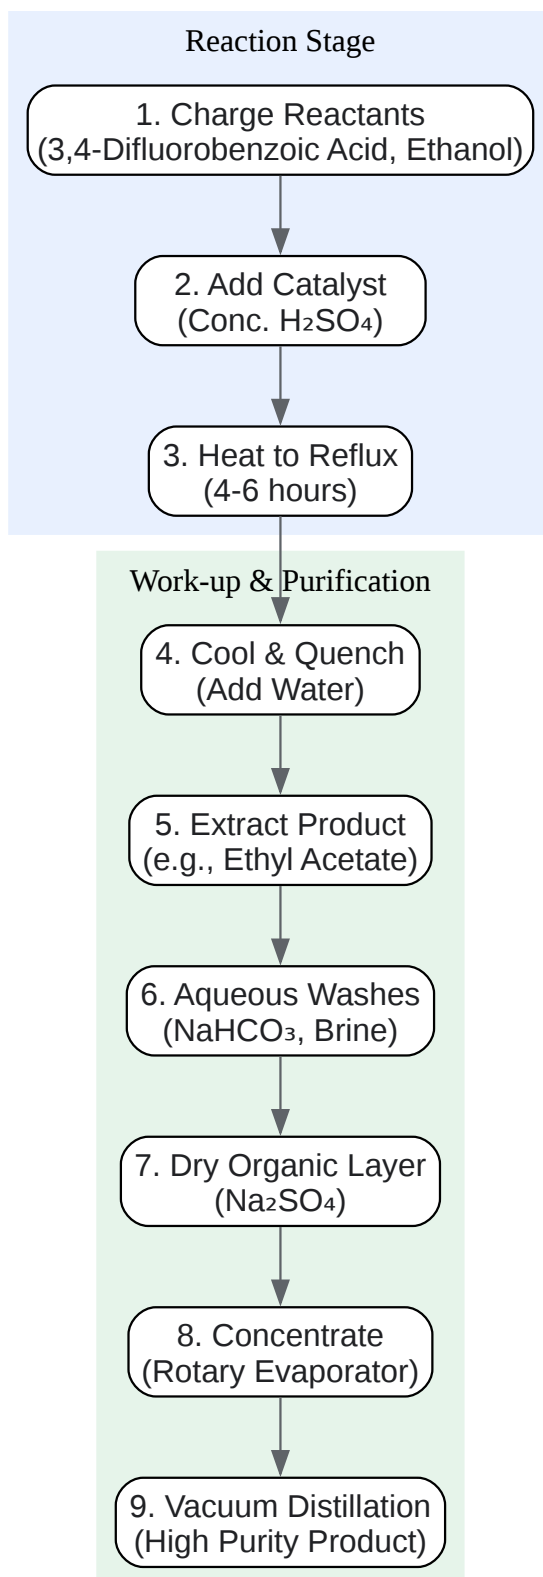 Reaction Stage
1. Charge Reactants
(3,4-Difluorobenzoic Acid, Ethanol)
2. Add Catalyst
(Conc. H₂SO₄)
3. Heat to Reflux
(4-6 hours)
Work-up & Purification
4. Cool & Quench
(Add Water)
5. Extract Product
(e.g., Ethyl Acetate)
6. Aqueous Washes
(NaHCO₃, Brine)
7. Dry Organic Layer
(Na₂SO₄)
8. Concentrate
(Rotary Evaporator)
9. Vacuum Distillation
(High Purity Product)